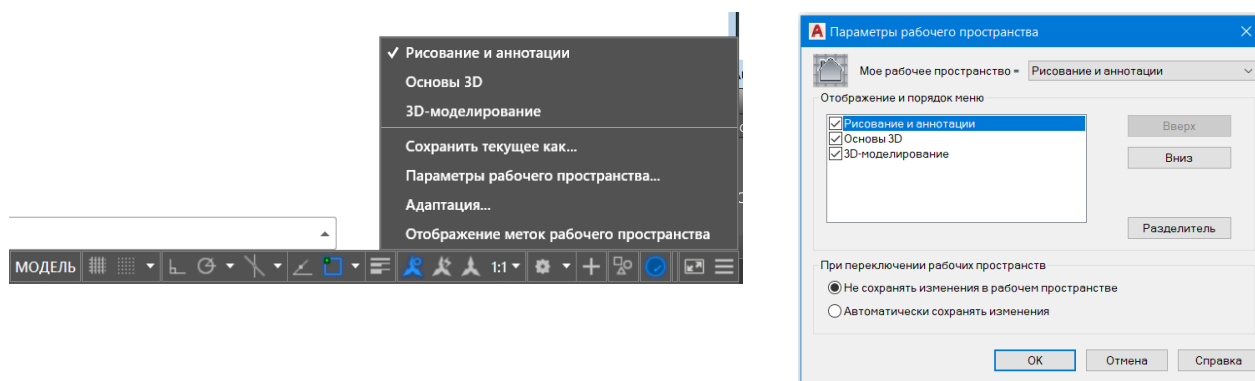 ✓ Рисование и аннотации
Основы 3D
3D-моделирование
Сохранить текущее как...
Параметры рабочего пространства...
Адаптация...
Отображение меток рабочего пространства
МОДЕЛЬ 1:1
A Параметры рабочего пространства
Мое рабочее пространство = Рисование и аннотации
Отображение и порядок меню
Рисование и аннотации
Основы 3D
3D-моделирование
Вверх
Вниз
Разделитель
При переключении рабочих пространств
Не сохранять изменения в рабочем пространстве
Автоматически сохранять изменения
OK Отмена Справка